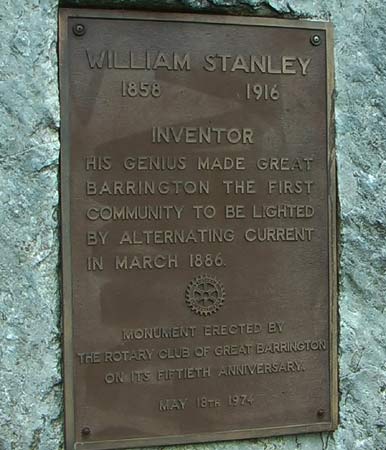 WILLIAM STANLEY
1858 1916
INVENTOR
HIS GENIUS MADE GREAT
BARRINGTON THE FIRST
COMMUNITY TO BE LIGHTED
BY ALTERNATING CURRENT
IN MARCH 1886.
MONUMENT ERECTED BY
THE ROTARY CLUB OF GREAT BARRINGTON
ON ITS FIFTIETH ANNIVERSARY.
MAY 18TH 1974